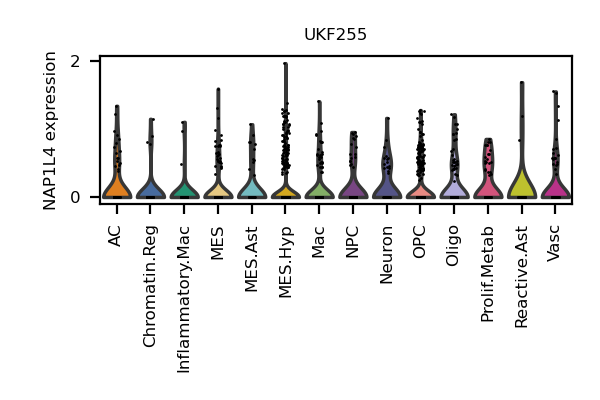 UKF255
NAP1L4 expression
2
0
AC
Chromatin.Reg
Inflammatory.Mac
MES
MES.Ast
MES.Hyp
Mac
NPC
Neuron
OPC
Oligo
Prolif.Metab
Reactive.Ast
Vasc